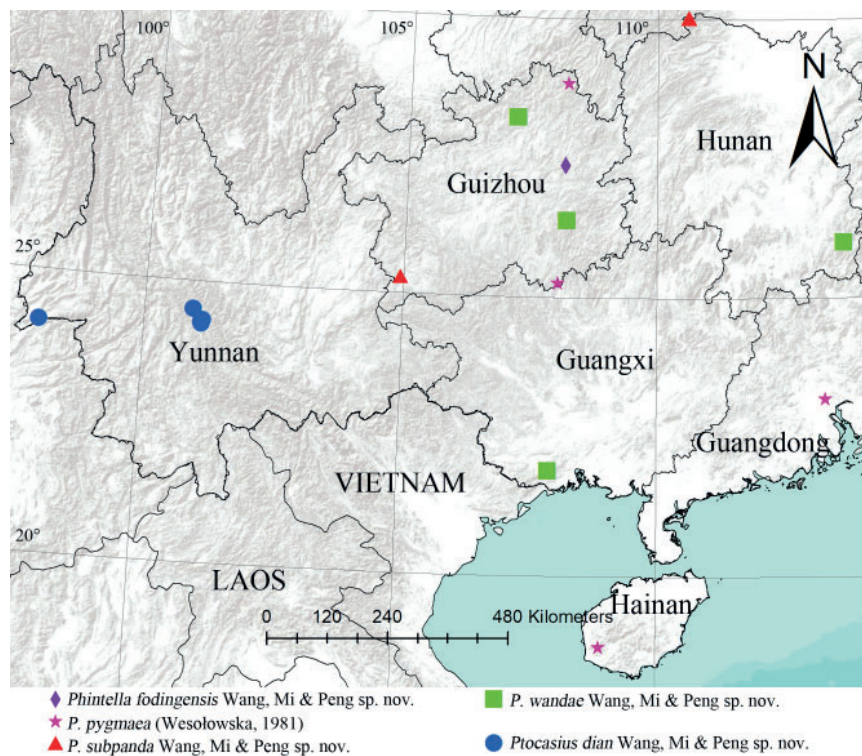 100° 105° 110°
N
Hunan
Guizhou
25°
Yunnan
Guangxi
Guangdong
VIETNAM
20°
LAOS
Hainan
0 120 240 480 Kilometers
Phintella fodingensis Wang, Mi & Peng sp. nov.
P. wandae Wang, Mi & Peng sp. nov.
P. pygmaea (Wesołowska, 1981)
P. subpanda Wang, Mi & Peng sp. nov.
Ptocasius dian Wang, Mi & Peng sp. nov.